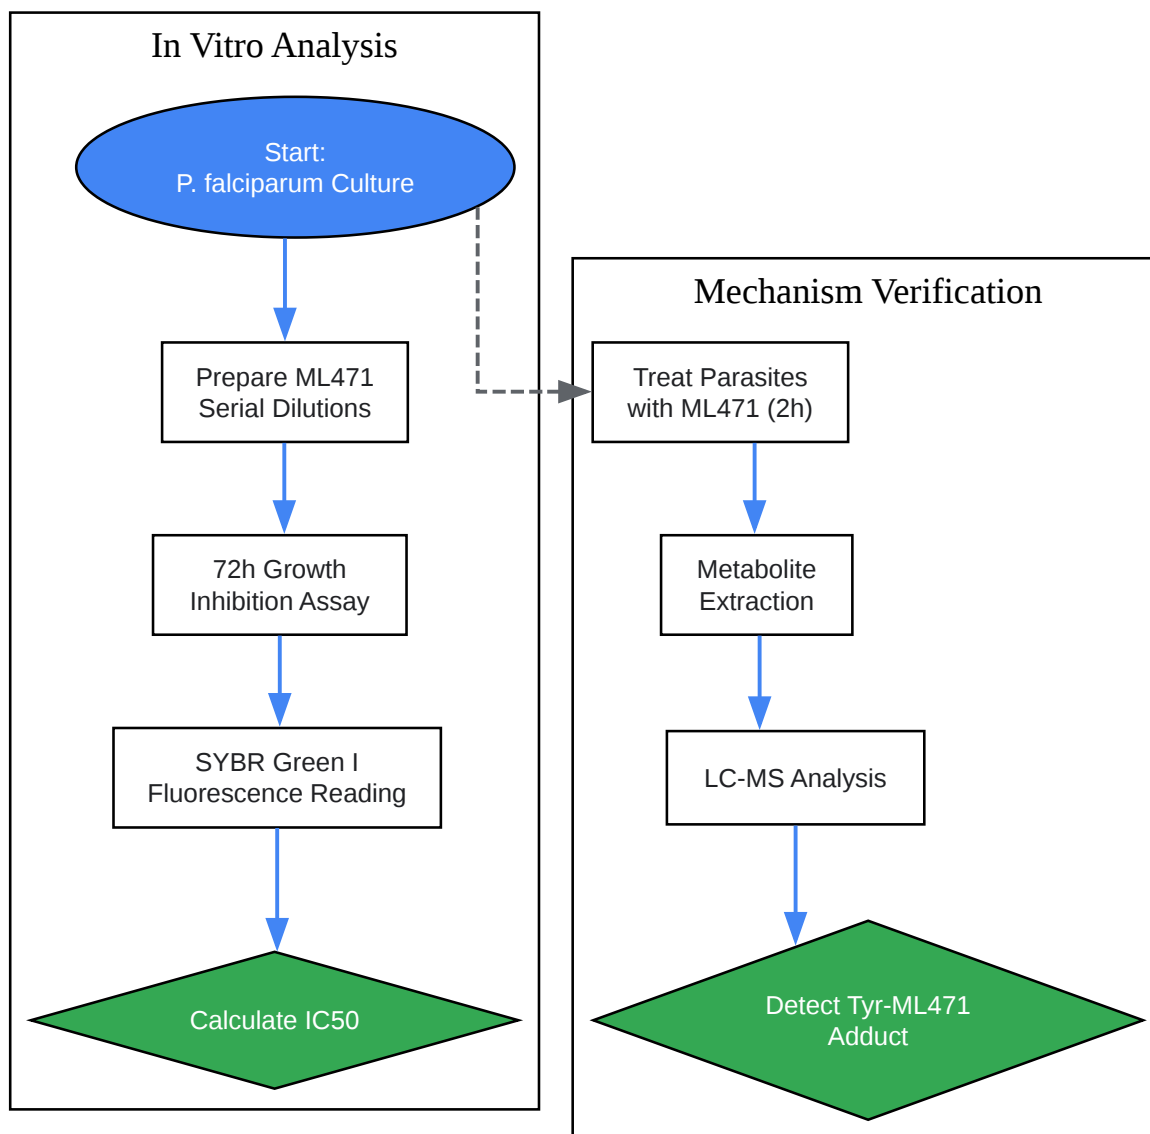 In Vitro Analysis
Start:
P. falciparum Culture
Prepare ML471
Serial Dilutions
72h Growth
Inhibition Assay
SYBR Green I
Fluorescence Reading
Calculate IC50
Mechanism Verification
Treat Parasites
with ML471 (2h)
Metabolite
Extraction
LC-MS Analysis
Detect Tyr-ML471
Adduct